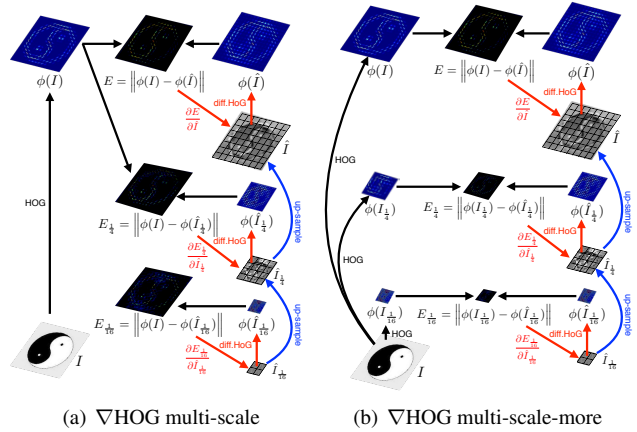 φ(I)
E = ‖φ(I) − φ(Î)‖
φ(Î)
diff.HoG
∂E
∂Î
Î
HOG
up-sample
E_{1/4} = ‖φ(I) − φ(Î_{1/4})‖
φ(Î_{1/4})
diff.HoG
∂E_{1/4}
∂Î_{1/4}
Î_{1/4}
up-sample
E_{1/16} = ‖φ(I) − φ(Î_{1/16})‖
φ(Î_{1/16})
diff.HoG
∂E_{1/16}
∂Î_{1/16}
Î_{1/16}
I
(a) ∇HOG multi-scale
φ(I)
E = ‖φ(I) − φ(Î)‖
φ(Î)
diff.HoG
∂E
∂Î
Î
HOG
up-sample
φ(I_{1/4})
E_{1/4} = ‖φ(I_{1/4}) − φ(Î_{1/4})‖
φ(Î_{1/4})
diff.HoG
∂E_{1/4}
∂Î_{1/4}
Î_{1/4}
HOG
up-sample
φ(I_{1/16})
E_{1/16} = ‖φ(I_{1/16}) − φ(Î_{1/16})‖
φ(Î_{1/16})
HOG
diff.HoG
∂E_{1/16}
∂Î_{1/16}
Î_{1/16}
I
(b) ∇HOG multi-scale-more